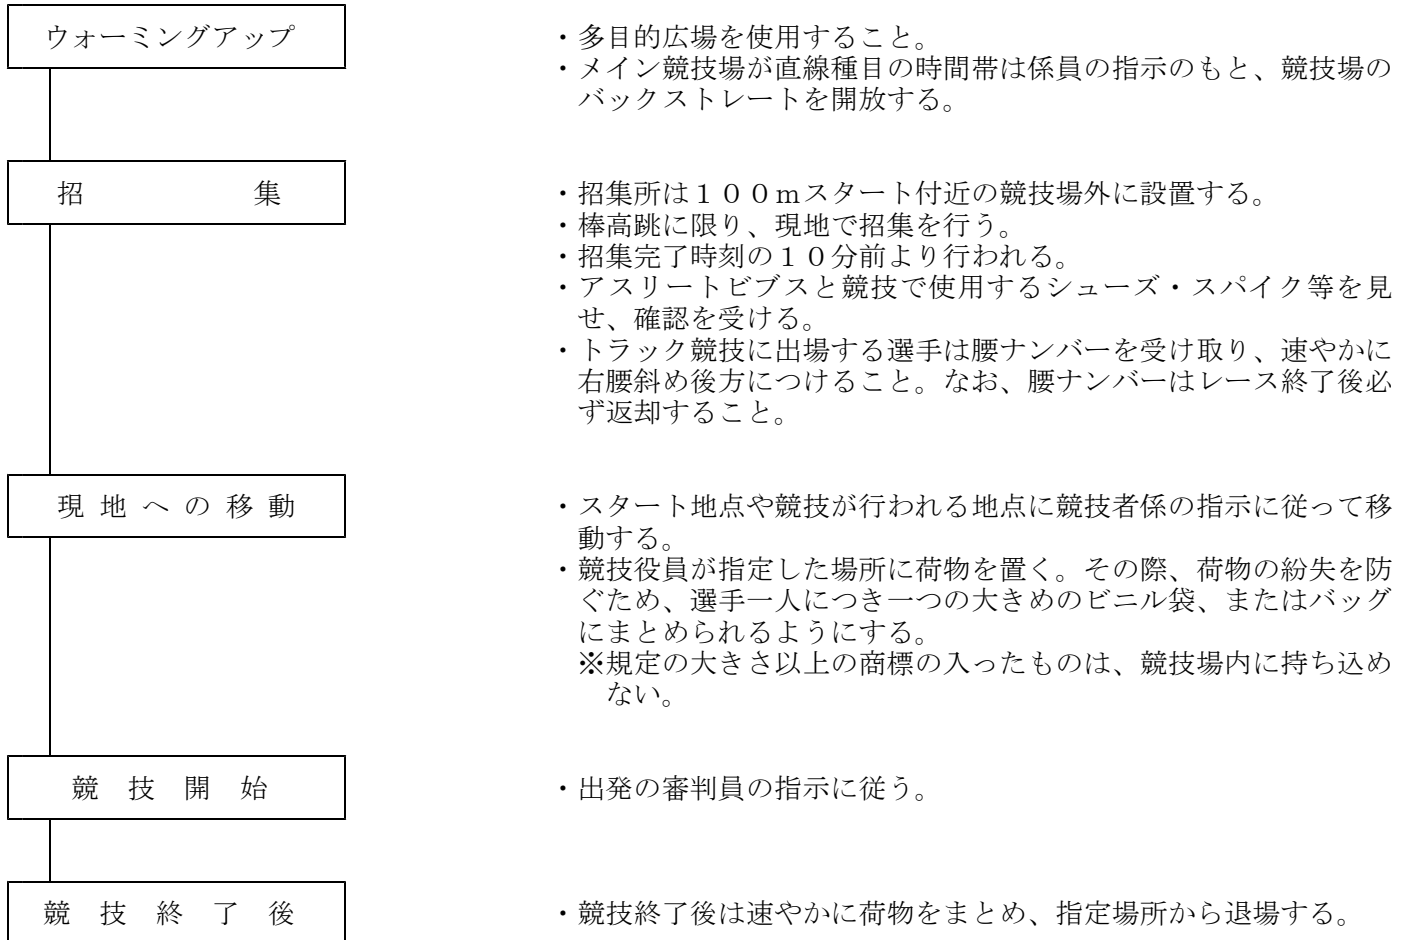 ウォーミングアップ
・多目的広場を使用すること。
・メイン競技場が直線種目の時間帯は係員の指示のもと、競技場の
バックストレートを開放する。
招　　　　　　集
・招集所は１００ｍスタート付近の競技場外に設置する。
・棒高跳に限り、現地で招集を行う。
・招集完了時刻の１０分前より行われる。
・アスリートビブスと競技で使用するシューズ・スパイク等を見
せ、確認を受ける。
・トラック競技に出場する選手は腰ナンバーを受け取り、速やかに
右腰斜め後方につけること。なお、腰ナンバーはレース終了後必
ず返却すること。
現 地 へ の 移 動
・スタート地点や競技が行われる地点に競技者係の指示に従って移
動する。
・競技役員が指定した場所に荷物を置く。その際、荷物の紛失を防
ぐため、選手一人につき一つの大きめのビニル袋、またはバッグ
にまとめられるようにする。
※規定の大きさ以上の商標の入ったものは、競技場内に持ち込め
ない。
競　技　開　始
・出発の審判員の指示に従う。
競　技　終　了　後
・競技終了後は速やかに荷物をまとめ、指定場所から退場する。